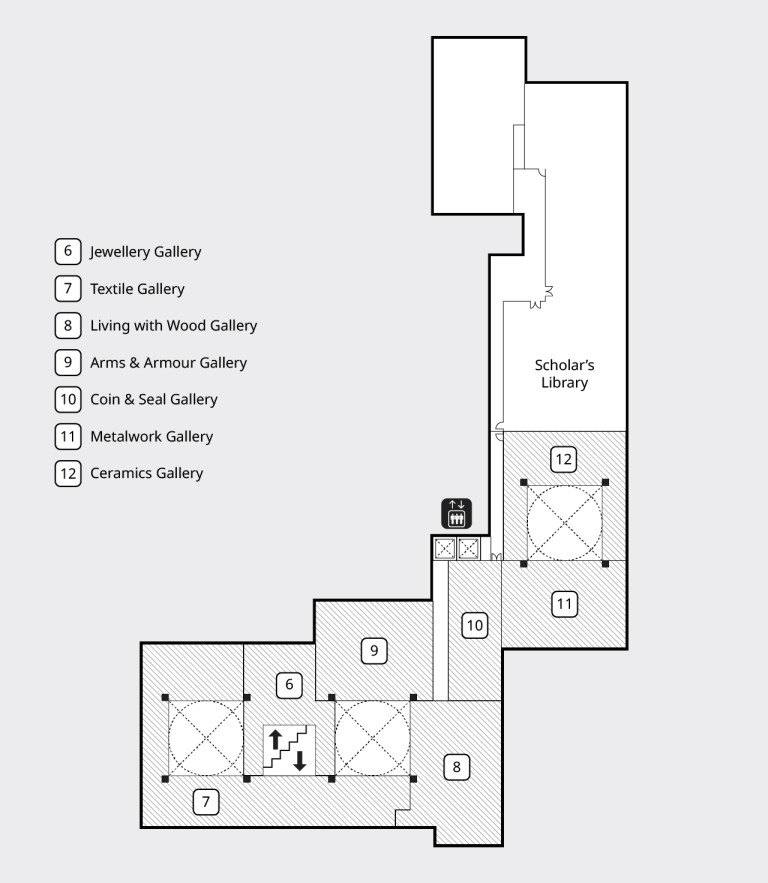 6 Jewellery Gallery
7 Textile Gallery
8 Living with Wood Gallery
9 Arms & Armour Gallery
10 Coin & Seal Gallery
11 Metalwork Gallery
12 Ceramics Gallery
Scholar's
Library
12
11
10
9
6
8
7